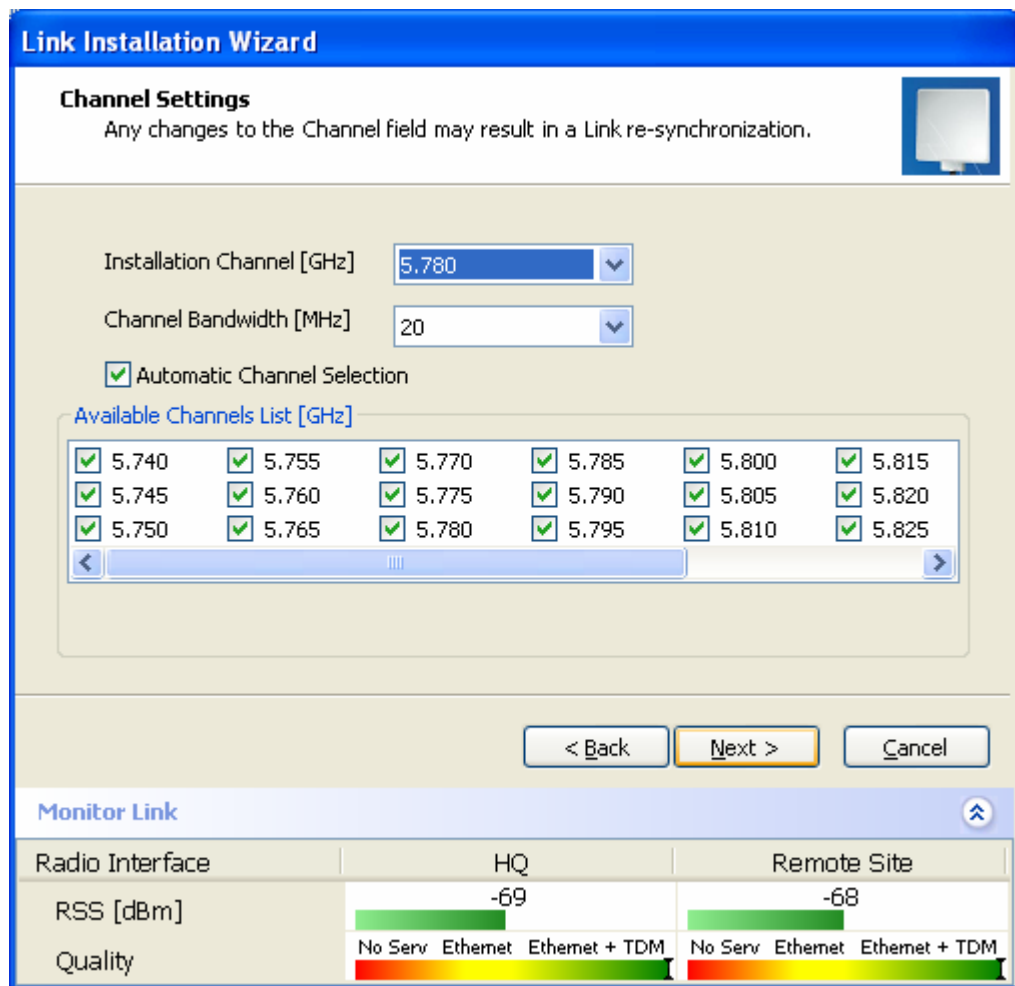 Link Installation Wizard
Channel Settings
Any changes to the Channel field may result in a Link re-synchronization.
Installation Channel [GHz] 5.780
Channel Bandwidth [MHz] 20
Automatic Channel Selection
Available Channels List [GHz]
5.740 5.755 5.770 5.785 5.800 5.815
5.745 5.760 5.775 5.790 5.805 5.820
5.750 5.765 5.780 5.795 5.810 5.825
< Back Next > Cancel
Monitor Link
Radio Interface HQ Remote Site
RSS [dBm] -69 -68
Quality No Serv Ethernet Ethernet + TDM No Serv Ethernet Ethernet + TDM